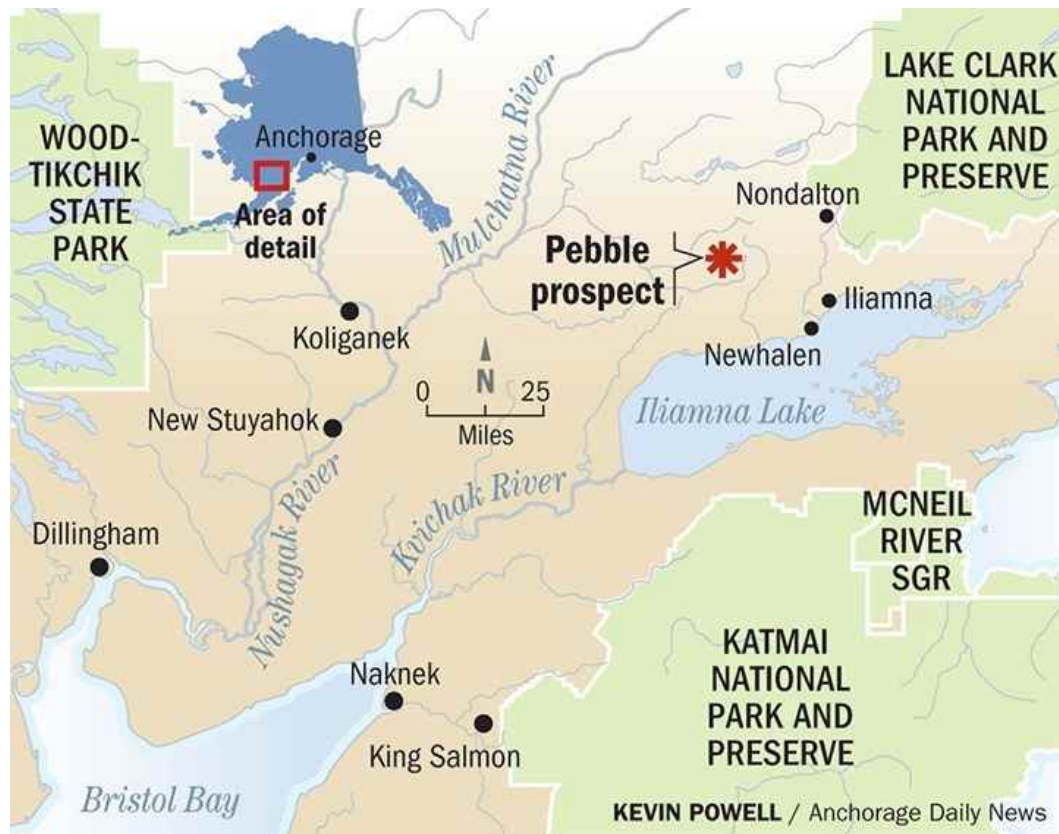 LAKE CLARK
NATIONAL
PARK AND
PRESERVE
WOOD-
TIKCHIK
STATE
PARK
Anchorage
Area of
detail
Mulchatna River
Nondalton
Pebble
prospect
Iliamna
Koliganek
Newhalen
0 25
N
Miles
Iliamna Lake
New Stuyahok
Nushagak River
Kvichak River
MCNEIL
RIVER
SGR
Dillingham
KATMAI
NATIONAL
PARK AND
PRESERVE
Naknek
King Salmon
Bristol Bay
KEVIN POWELL / Anchorage Daily News